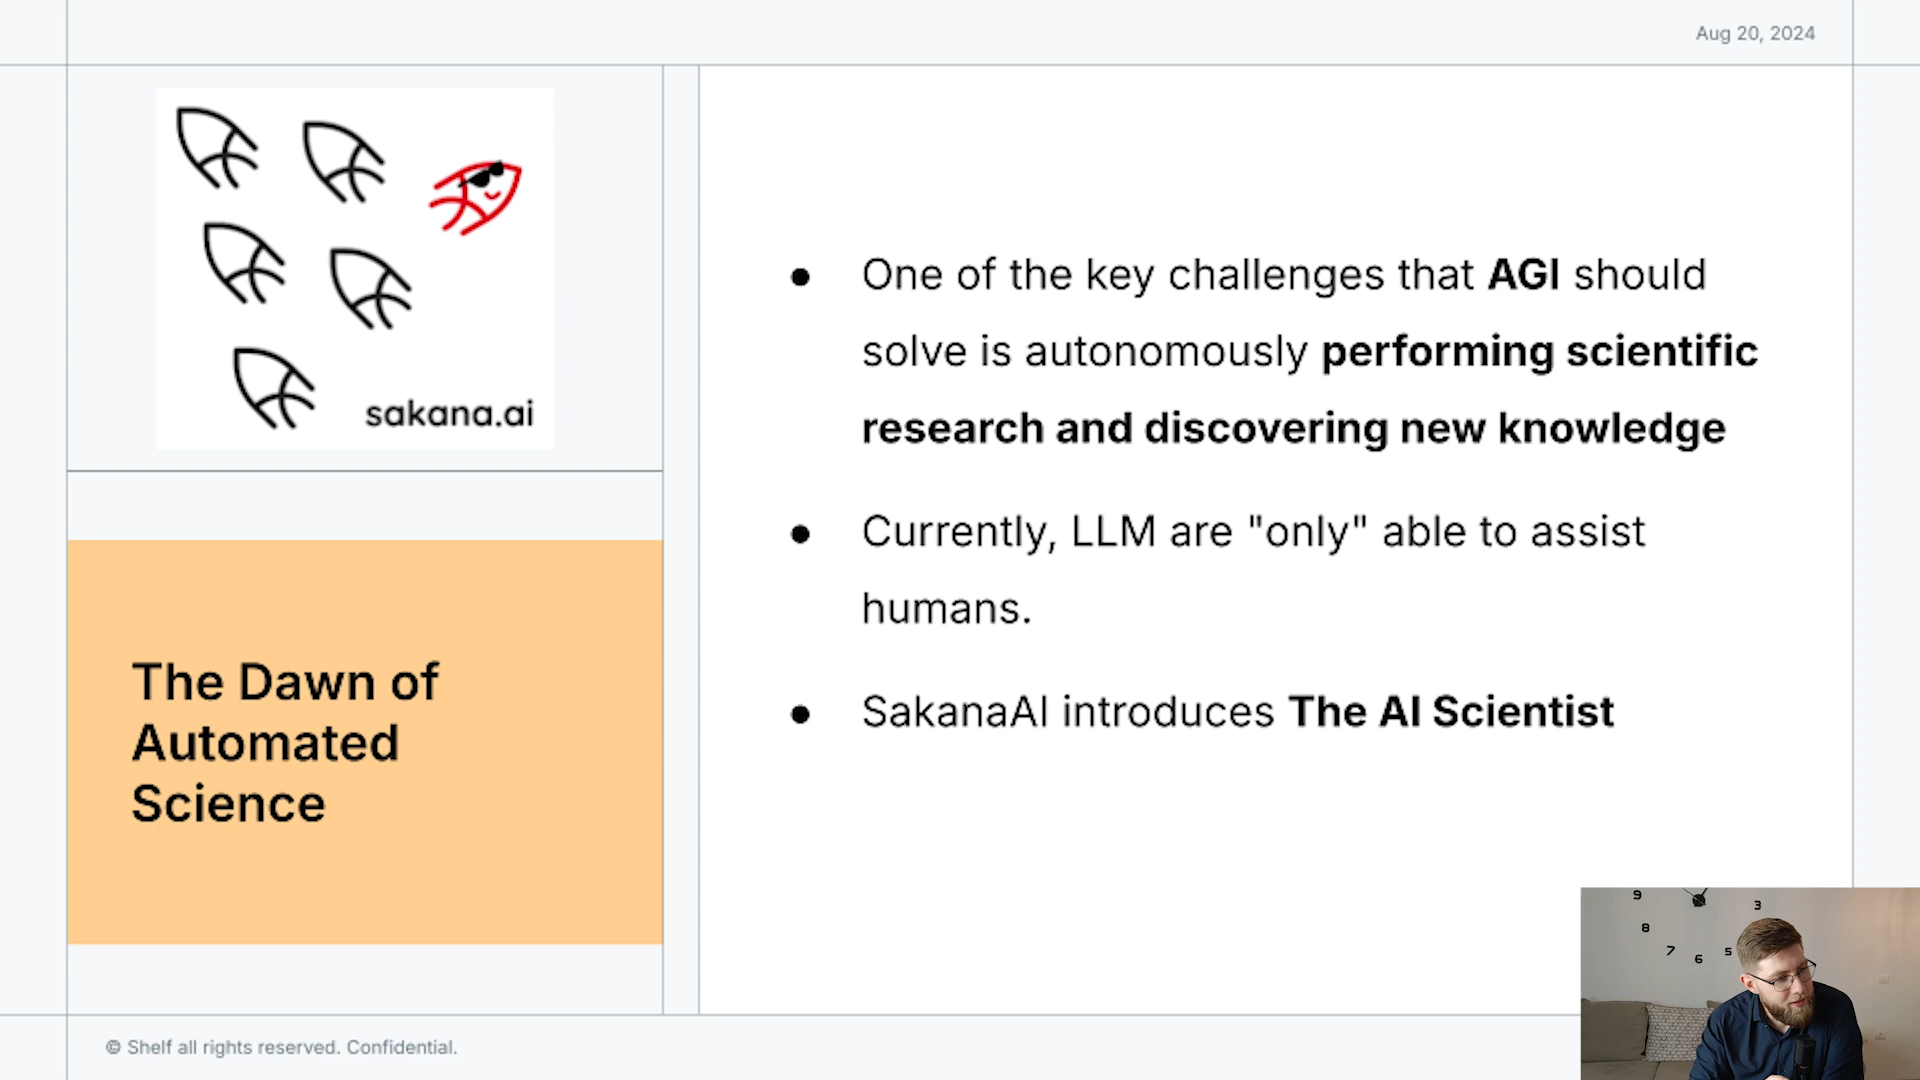 Aug 20, 2024
sakana.ai
The Dawn of
Automated
Science
● One of the key challenges that AGI should
solve is autonomously performing scientific
research and discovering new knowledge
● Currently, LLM are "only" able to assist
humans.
● SakanaAI introduces The AI Scientist
9
3
8
7
6
5
© Shelf all rights reserved. Confidential.